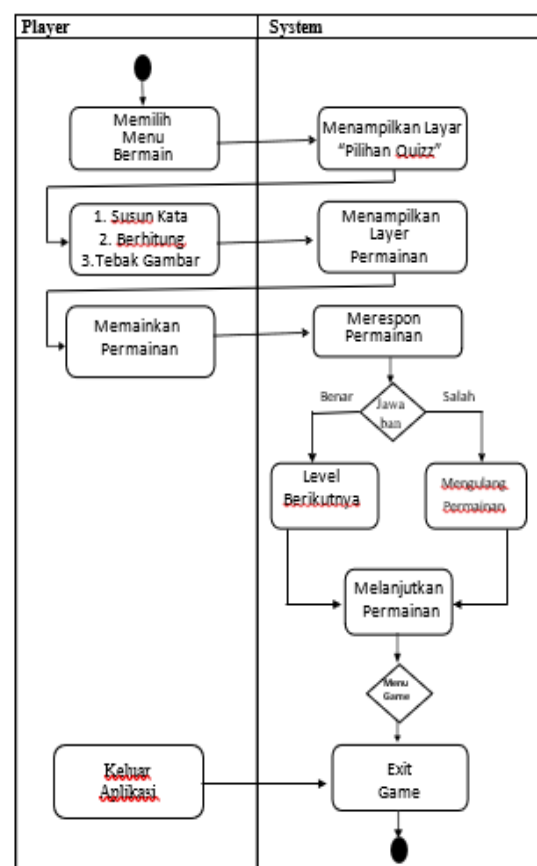 Player
System
Memilih
Menu
Bermain
Menampilkan Layar
“Pilihan Quizz”
1. Susun Kata
2. Berhitung
3.Tebak Gambar
Menampilkan
Layer
Permainan
Memainkan
Permainan
Merespon
Permainan
Benar
Jawa
ban
Salah
Level
Berikutnya
Mengulang
Permainan
Melanjutkan
Permainan
Menu
Game
Keluar
Aplikasi
Exit
Game